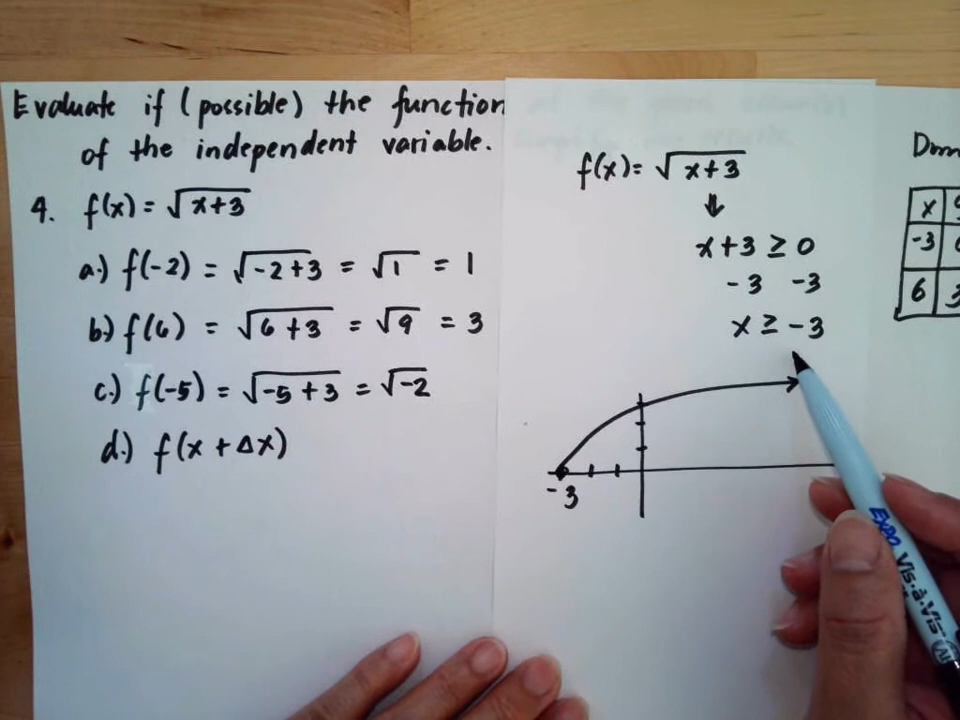 Evaluate if (possible) the function
of the independent variable.
4. f(x) = √x+3
a.) f(-2) = √-2+3 = √1 = 1
b.) f(6) = √6+3 = √9 = 3
c.) f(-5) = √-5+3 = √-2
d.) f(x + Δx)
f(x) = √x+3
↓
x+3 ≥ 0
-3 -3
x ≥ -3
-3
x
-3
6 3
EXPO Vis-à-Vis